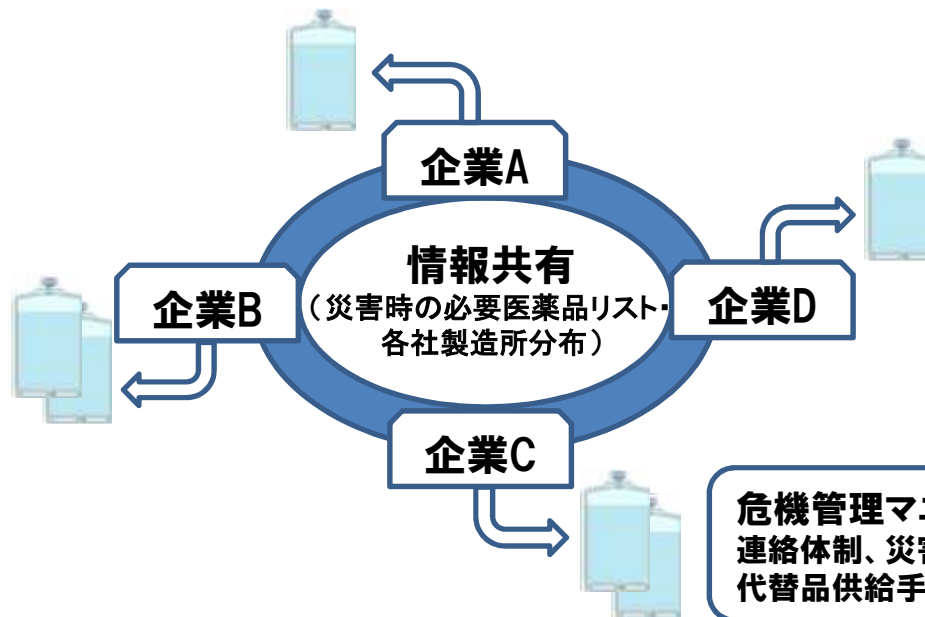 企業A
情報共有
（災害時の必要医薬品リスト・
各社製造所分布）
企業B
企業D
企業C
危機管理マ
連絡体制、災
代替品供給手